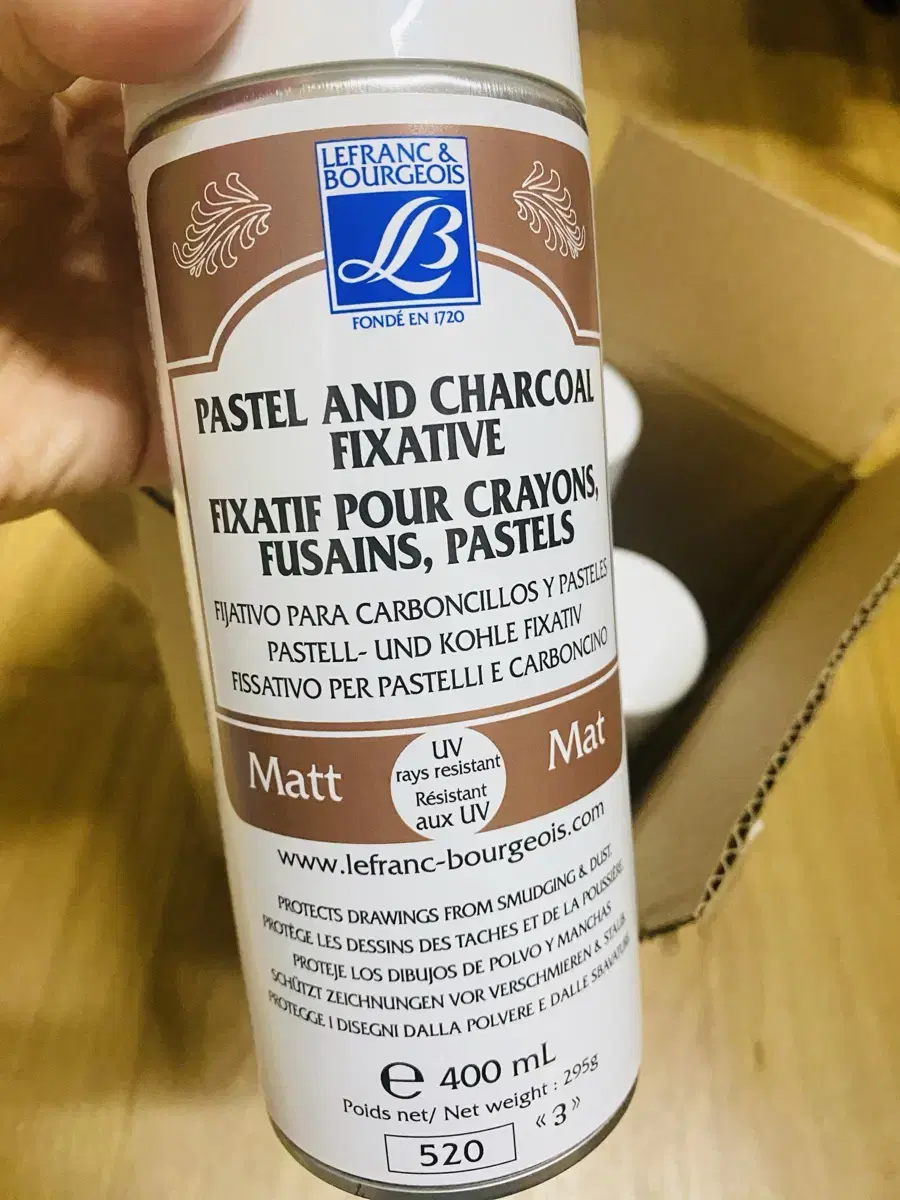 LEFRANC &
BOURGEOIS
LB
FONDÉ EN 1720
PASTEL AND CHARCOAL
FIXATIVE
FIXATIF POUR CRAYONS,
FUSAINS, PASTELS
FIJATIVO PARA CARBONCILLOS Y PASTELES
PASTELL- UND KOHLE FIXATIV
FISSATIVO PER PASTELLI E CARBONCINO
Matt
UV
rays resistant
Résistant
aux UV
Mat
www.lefranc-bourgeois.com
PROTECTS DRAWINGS FROM SMUDGING & DUST.
PROTÈGE LES DESSINS DES TACHES ET DE LA POUSSIÈRE.
PROTEJE LOS DIBUJOS DE POLVO Y MANCHAS
SCHÜTZT ZEICHNUNGEN VOR VERSCHMIEREN & STAUB.
PROTEGGE I DISEGNI DALLA POLVERE E DALLE
e 400 mL
Poids net/ Net weight : 295g
« 3 »
520